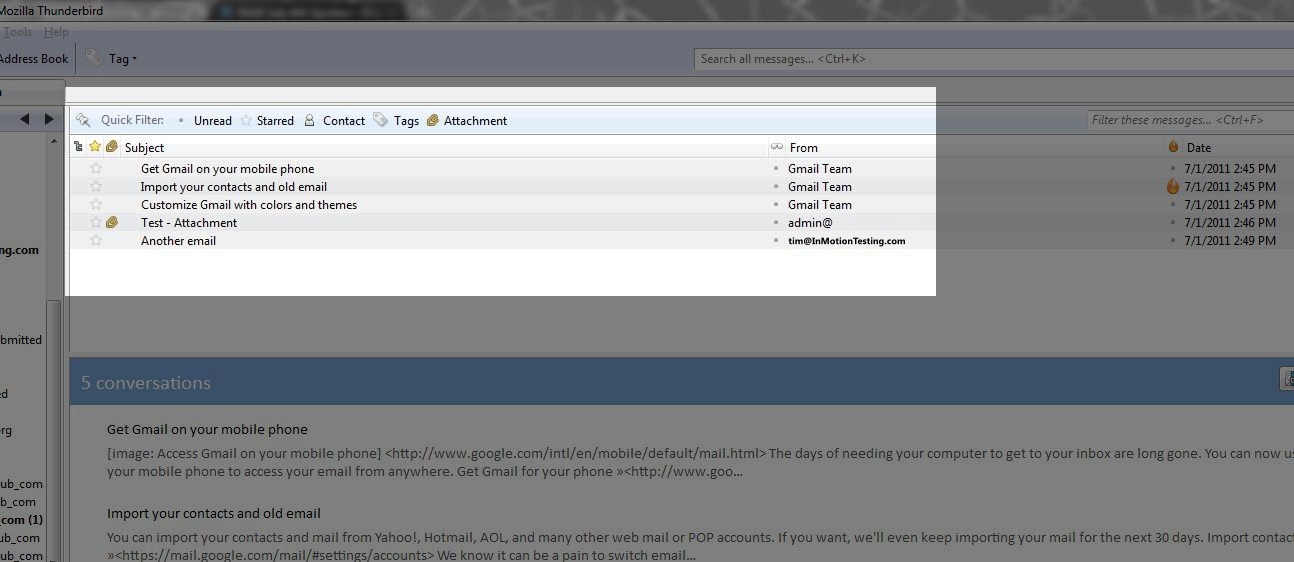 Mozilla Thunderbird
Tools Help
Address Book Tag Search all messages... <Ctrl+K>
Quick Filter: Unread Starred Contact Tags Attachment Filter these messages... <Ctrl+F>
Subject From Date
Get Gmail on your mobile phone Gmail Team 7/1/2011 2:45 PM
Import your contacts and old email Gmail Team 7/1/2011 2:45 PM
Customize Gmail with colors and themes Gmail Team 7/1/2011 2:45 PM
Test - Attachment admin@ 7/1/2011 2:46 PM
Another email tim@InMotionTesting.com 7/1/2011 2:49 PM
ng.com
bmitted
5 conversations
ed
Get Gmail on your mobile phone
org
[image: Access Gmail on your mobile phone] <http://www.google.com/intl/en/mobile/default/mail.html> The days of needing your computer to get to your inbox are long gone. You can now us
your mobile phone to access your email from anywhere. Get Gmail for your phone »<http://www.goo...
ub_com
b_com
_com (1)
Import your contacts and old email
ub_com
You can import your contacts and mail from Yahoo!, Hotmail, AOL, and many other web mail or POP accounts. If you want, we'll even keep importing your mail for the next 30 days. Import contac
ub_com
»<https://mail.google.com/mail/#settings/accounts> We know it can be a pain to switch email...